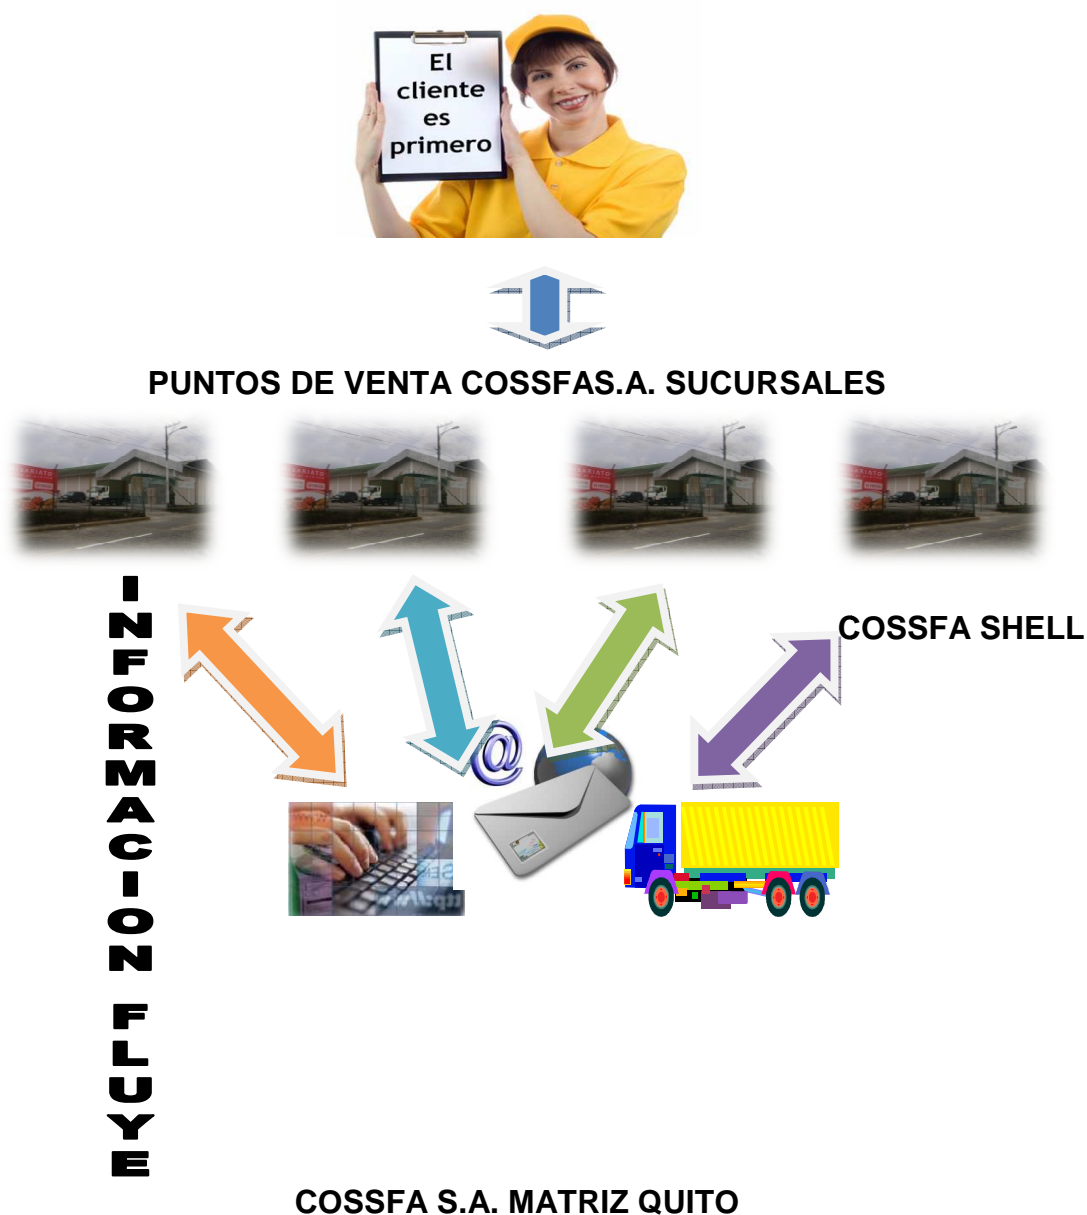 El
cliente
es
primero
PUNTOS DE VENTA COSSFAS.A. SUCURSALES
COSSFA SHELL
INFORMACION FLUYE
@
COSSFA S.A. MATRIZ QUITO